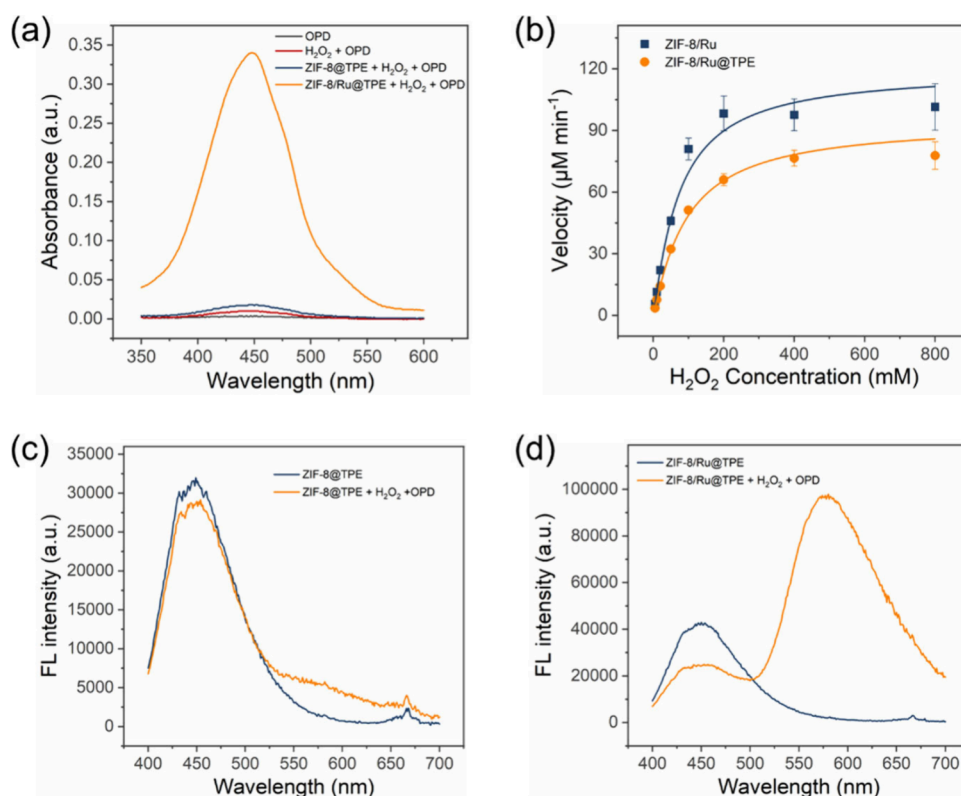 (a)
OPD
H₂O₂ + OPD
ZIF-8@TPE + H₂O₂ + OPD
ZIF-8/Ru@TPE + H₂O₂ + OPD
Absorbance (a.u.)
0.35
0.30
0.25
0.20
0.15
0.10
0.05
0.00
350 400 450 500 550 600
Wavelength (nm)
(b)
ZIF-8/Ru
ZIF-8/Ru@TPE
Velocity (µM min⁻¹)
120
90
60
30
0
0 200 400 600 800
H₂O₂ Concentration (mM)
(c)
ZIF-8@TPE
ZIF-8@TPE + H₂O₂ +OPD
FL intensity (a.u.)
35000
30000
25000
20000
15000
10000
5000
0
400 450 500 550 600 650 700
Wavelength (nm)
(d)
ZIF-8/Ru@TPE
ZIF-8/Ru@TPE + H₂O₂ + OPD
FL intensity (a.u.)
100000
80000
60000
40000
20000
0
400 450 500 550 600 650 700
Wavelength (nm)